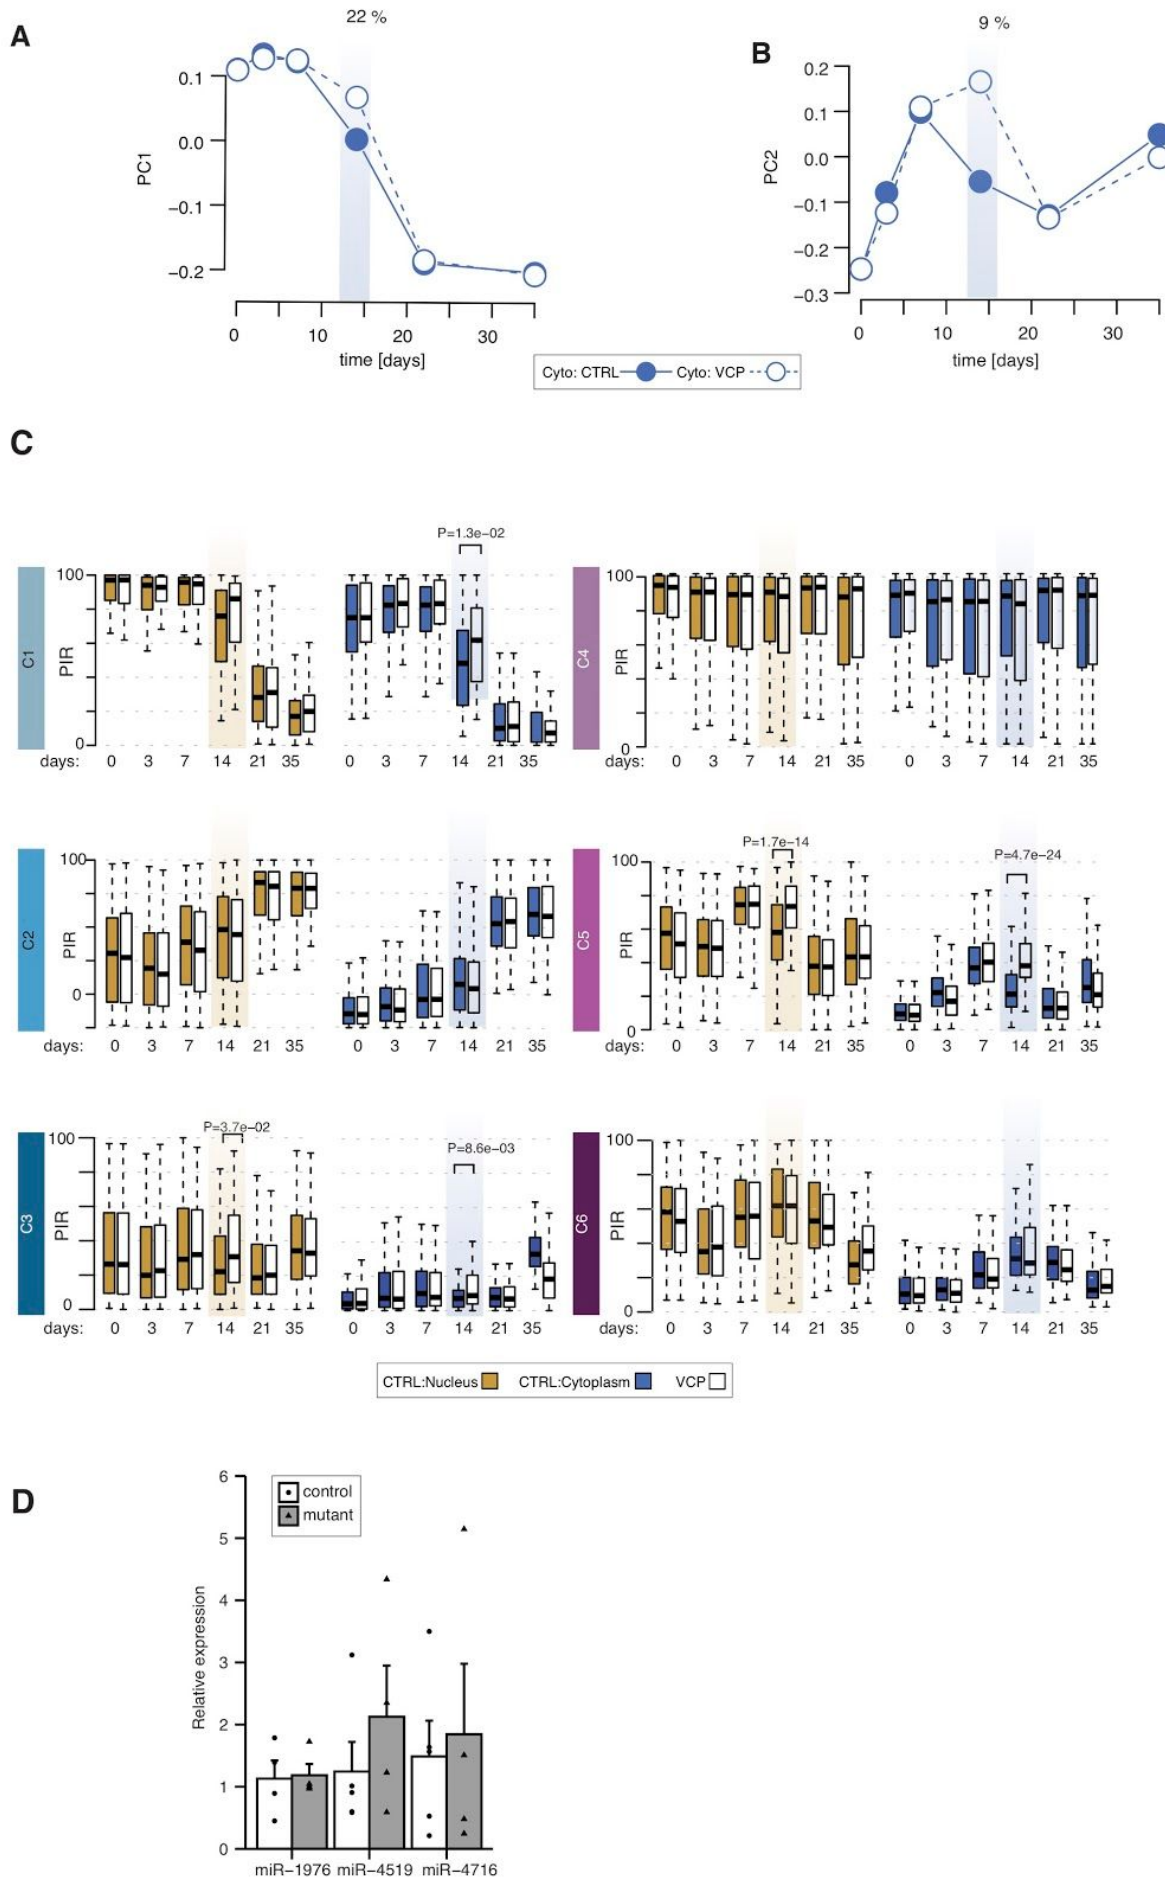 A
22 %
0.1
0.0
−0.1
−0.2
PC1
0 10 20 30
time [days]
B
9 %
0.2
0.1
0.0
−0.1
−0.2
−0.3
PC2
0 10 20 30
time [days]
Cyto: CTRL Cyto: VCP
C
C1
PIR
100
0
P=1.3e−02
days: 0 3 7 14 21 35 0 3 7 14 21 35
C4
PIR
100
0
days: 0 3 7 14 21 35 0 3 7 14 21 35
C2
PIR
100
0
days: 0 3 7 14 21 35 0 3 7 14 21 35
C5
PIR
100
0
P=1.7e−14
P=4.7e−24
days: 0 3 7 14 21 35 0 3 7 14 21 35
C3
PIR
100
0
P=3.7e−02
P=8.6e−03
days: 0 3 7 14 21 35 0 3 7 14 21 35
C6
PIR
100
0
days: 0 3 7 14 21 35 0 3 7 14 21 35
CTRL:Nucleus CTRL:Cytoplasm VCP
D
6
5
4
3
2
1
0
Relative expression
control
mutant
miR−1976 miR−4519 miR−4716